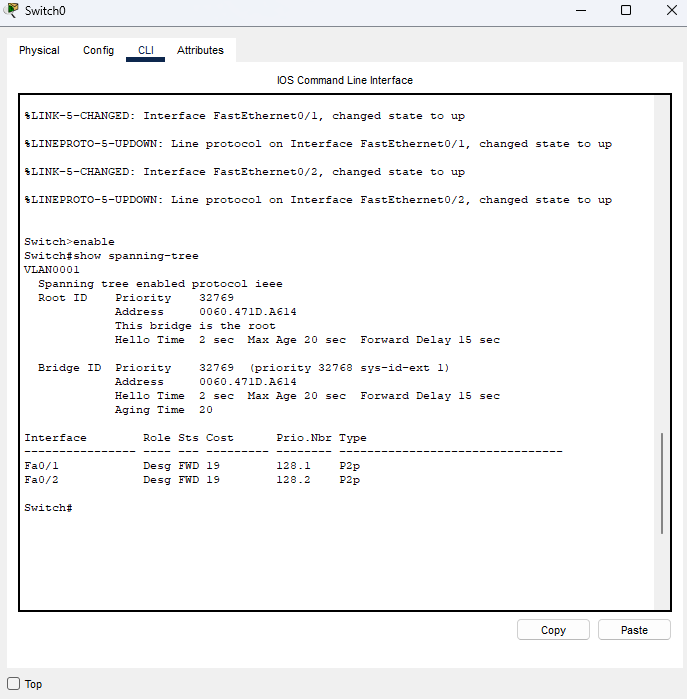 Switch0
Physical Config CLI Attributes
IOS Command Line Interface
%LINK-5-CHANGED: Interface FastEthernet0/1, changed state to up
%LINEPROTO-5-UPDOWN: Line protocol on Interface FastEthernet0/1, changed state to up
%LINK-5-CHANGED: Interface FastEthernet0/2, changed state to up
%LINEPROTO-5-UPDOWN: Line protocol on Interface FastEthernet0/2, changed state to up
Switch>enable
Switch#show spanning-tree
VLAN0001
  Spanning tree enabled protocol ieee
  Root ID    Priority    32769
             Address     0060.471D.A614
             This bridge is the root
             Hello Time  2 sec  Max Age 20 sec  Forward Delay 15 sec
  Bridge ID  Priority    32769  (priority 32768 sys-id-ext 1)
             Address     0060.471D.A614
             Hello Time  2 sec  Max Age 20 sec  Forward Delay 15 sec
             Aging Time  20
Interface        Role Sts Cost      Prio.Nbr Type
---------------- ---- --- --------- -------- --------------------------------
Fa0/1            Desg FWD 19        128.1    P2p
Fa0/2            Desg FWD 19        128.2    P2p
Switch#
Copy Paste
Top